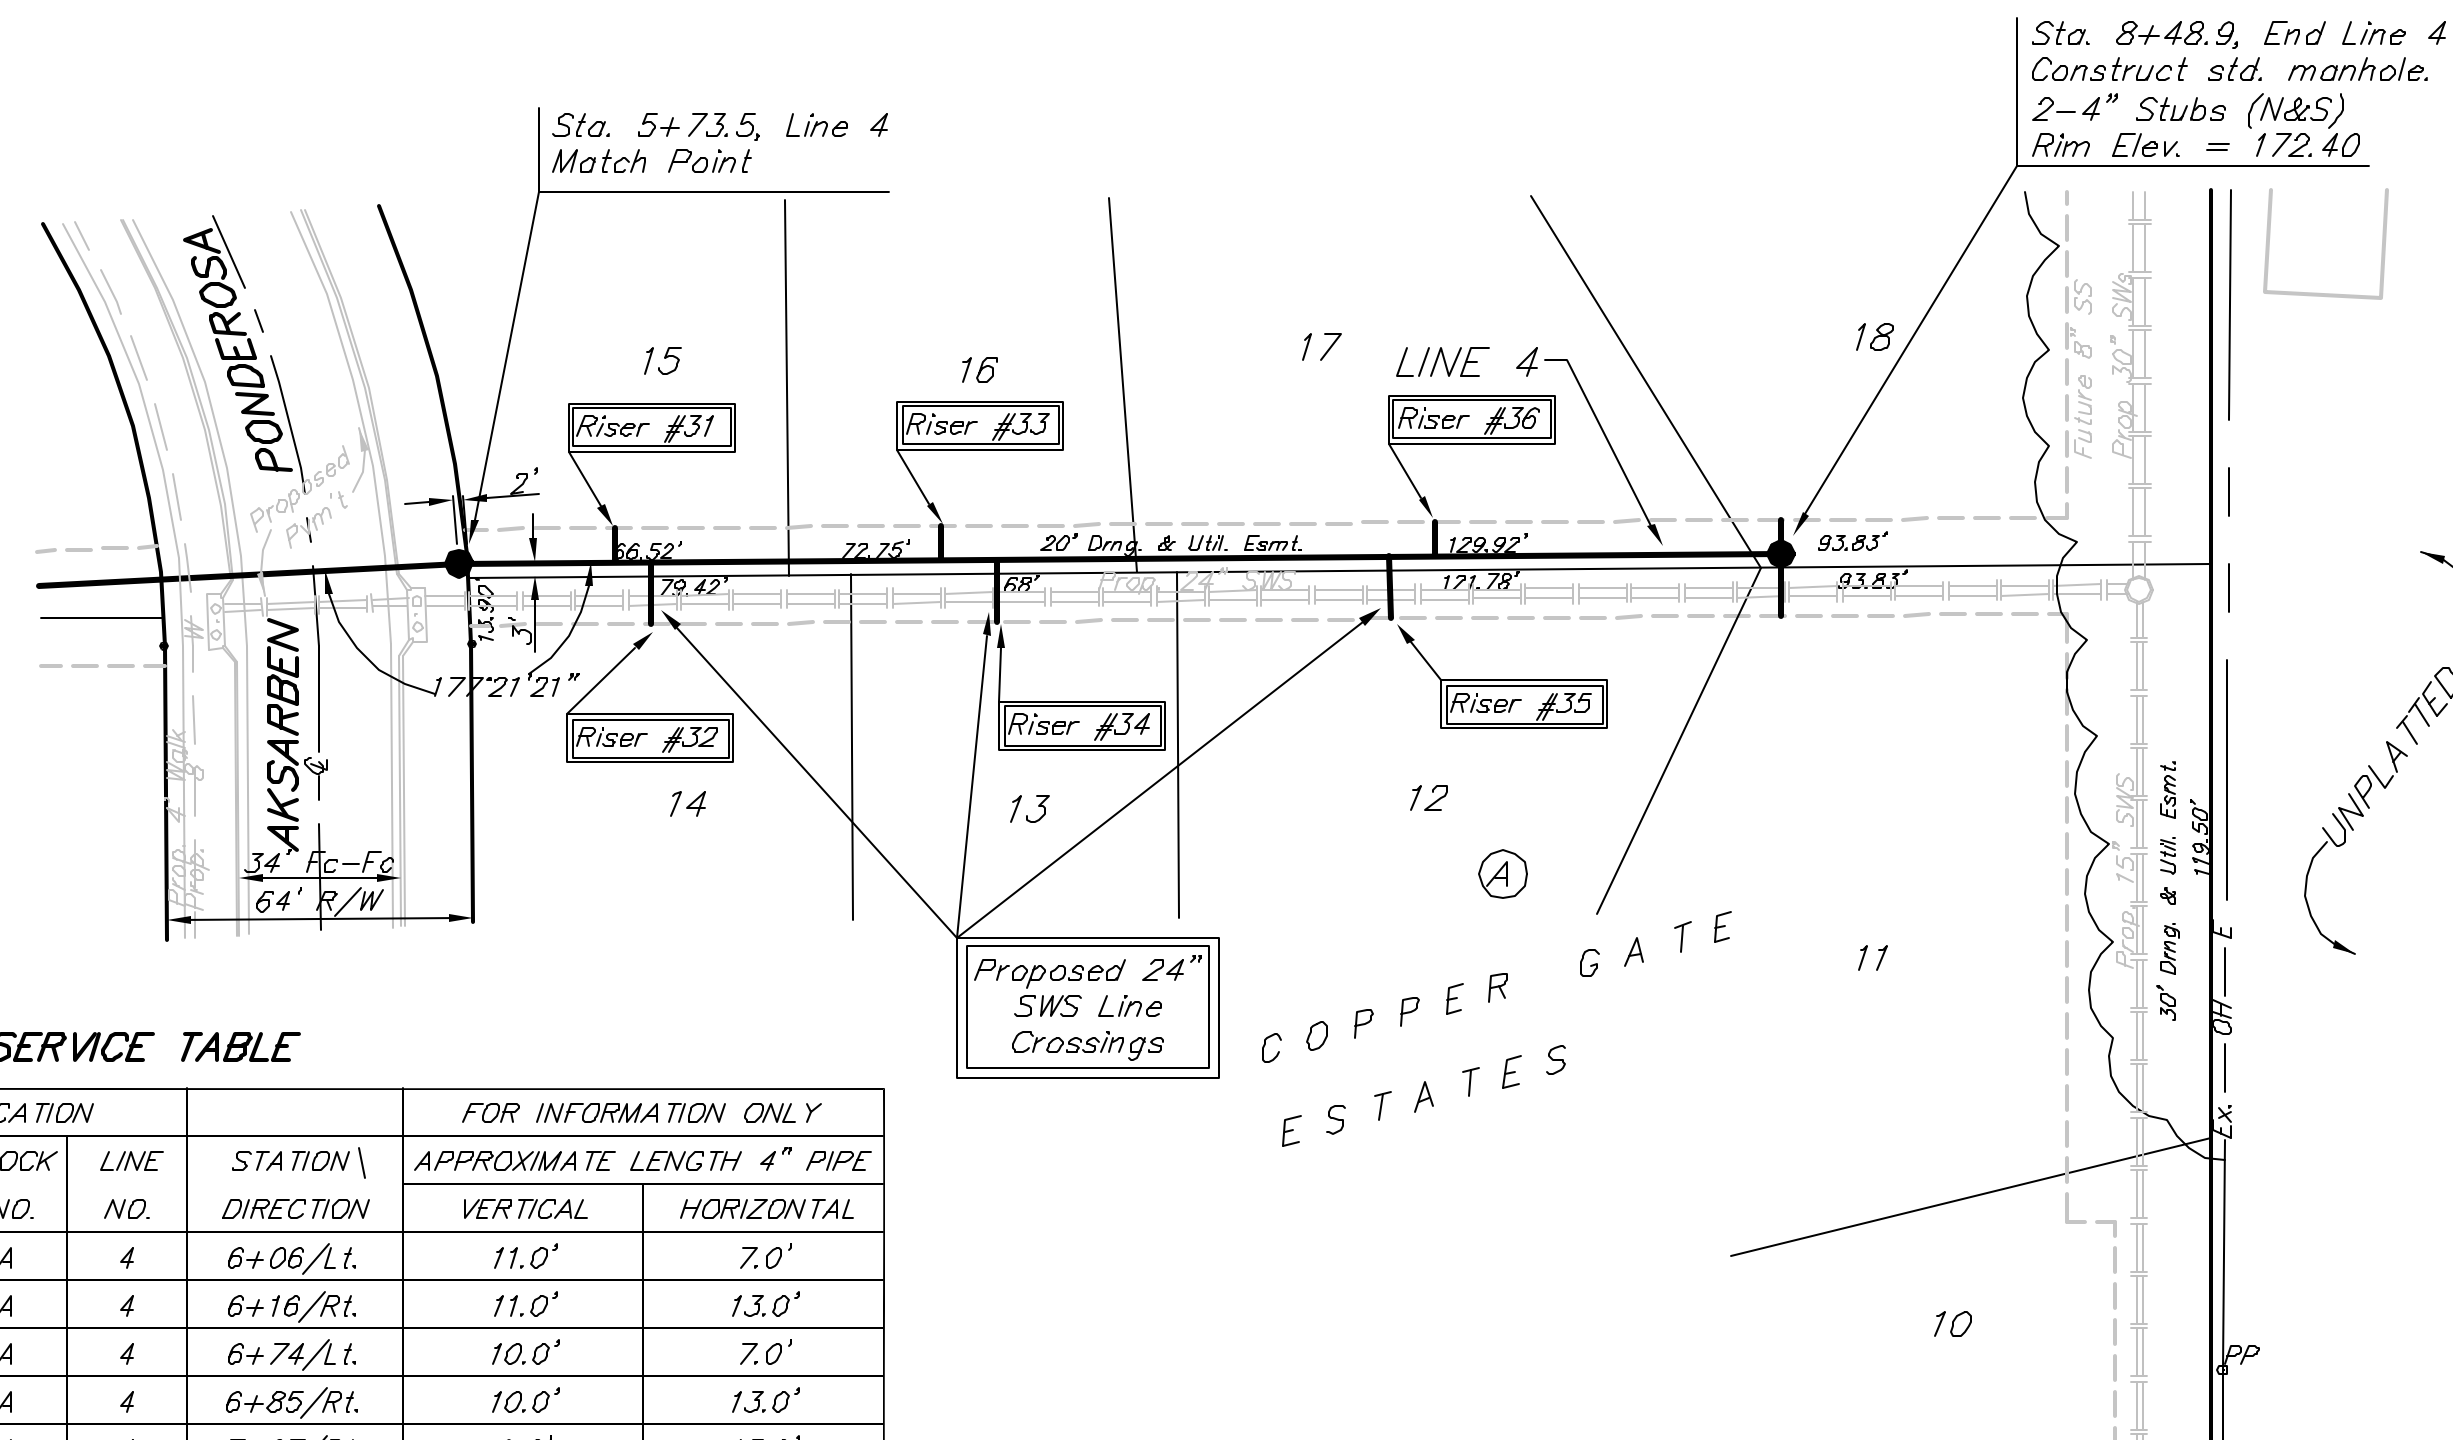 Sta. 8+48.9, End Line 4
Construct std. manhole.
2-4" Stubs (N&S)
Rim Elev. = 172.40
Sta. 5+73.5, Line 4
Match Point
PONDEROSA
Proposed
Pvm't
15
16
17
LINE 4
18
Riser #31
Riser #33
Riser #36
Future 8" SS
Prop 30" SWs
2'
66.52'
72.75'
20' Drng. & Util. Esmt.
129.92'
93.83'
79.42'
68'
Prop. 24" SWS
121.78'
93.83'
13.90'
3'
W
AKSARBEN
177°21'21"
Riser #32
Riser #34
Riser #35
14
13
12
A
Prop. 4' Walk
Prop. 8"
34' Fc-Fc
64' R/W
UNPLATTED
Prop. 15" SWS
30' Drng. & Util. Esmt.
119.50'
Proposed 24"
SWS Line
Crossings
COPPER GATE
ESTATES
11
10
Ex. OH E
PP
SERVICE TABLE
CATION
FOR INFORMATION ONLY
OCK LINE STATION\ APPROXIMATE LENGTH 4" PIPE
NO. NO. DIRECTION VERTICAL HORIZONTAL
A 4 6+06/Lt. 11.0' 7.0'
A 4 6+16/Rt. 11.0' 13.0'
A 4 6+74/Lt. 10.0' 7.0'
A 4 6+85/Rt. 10.0' 13.0'